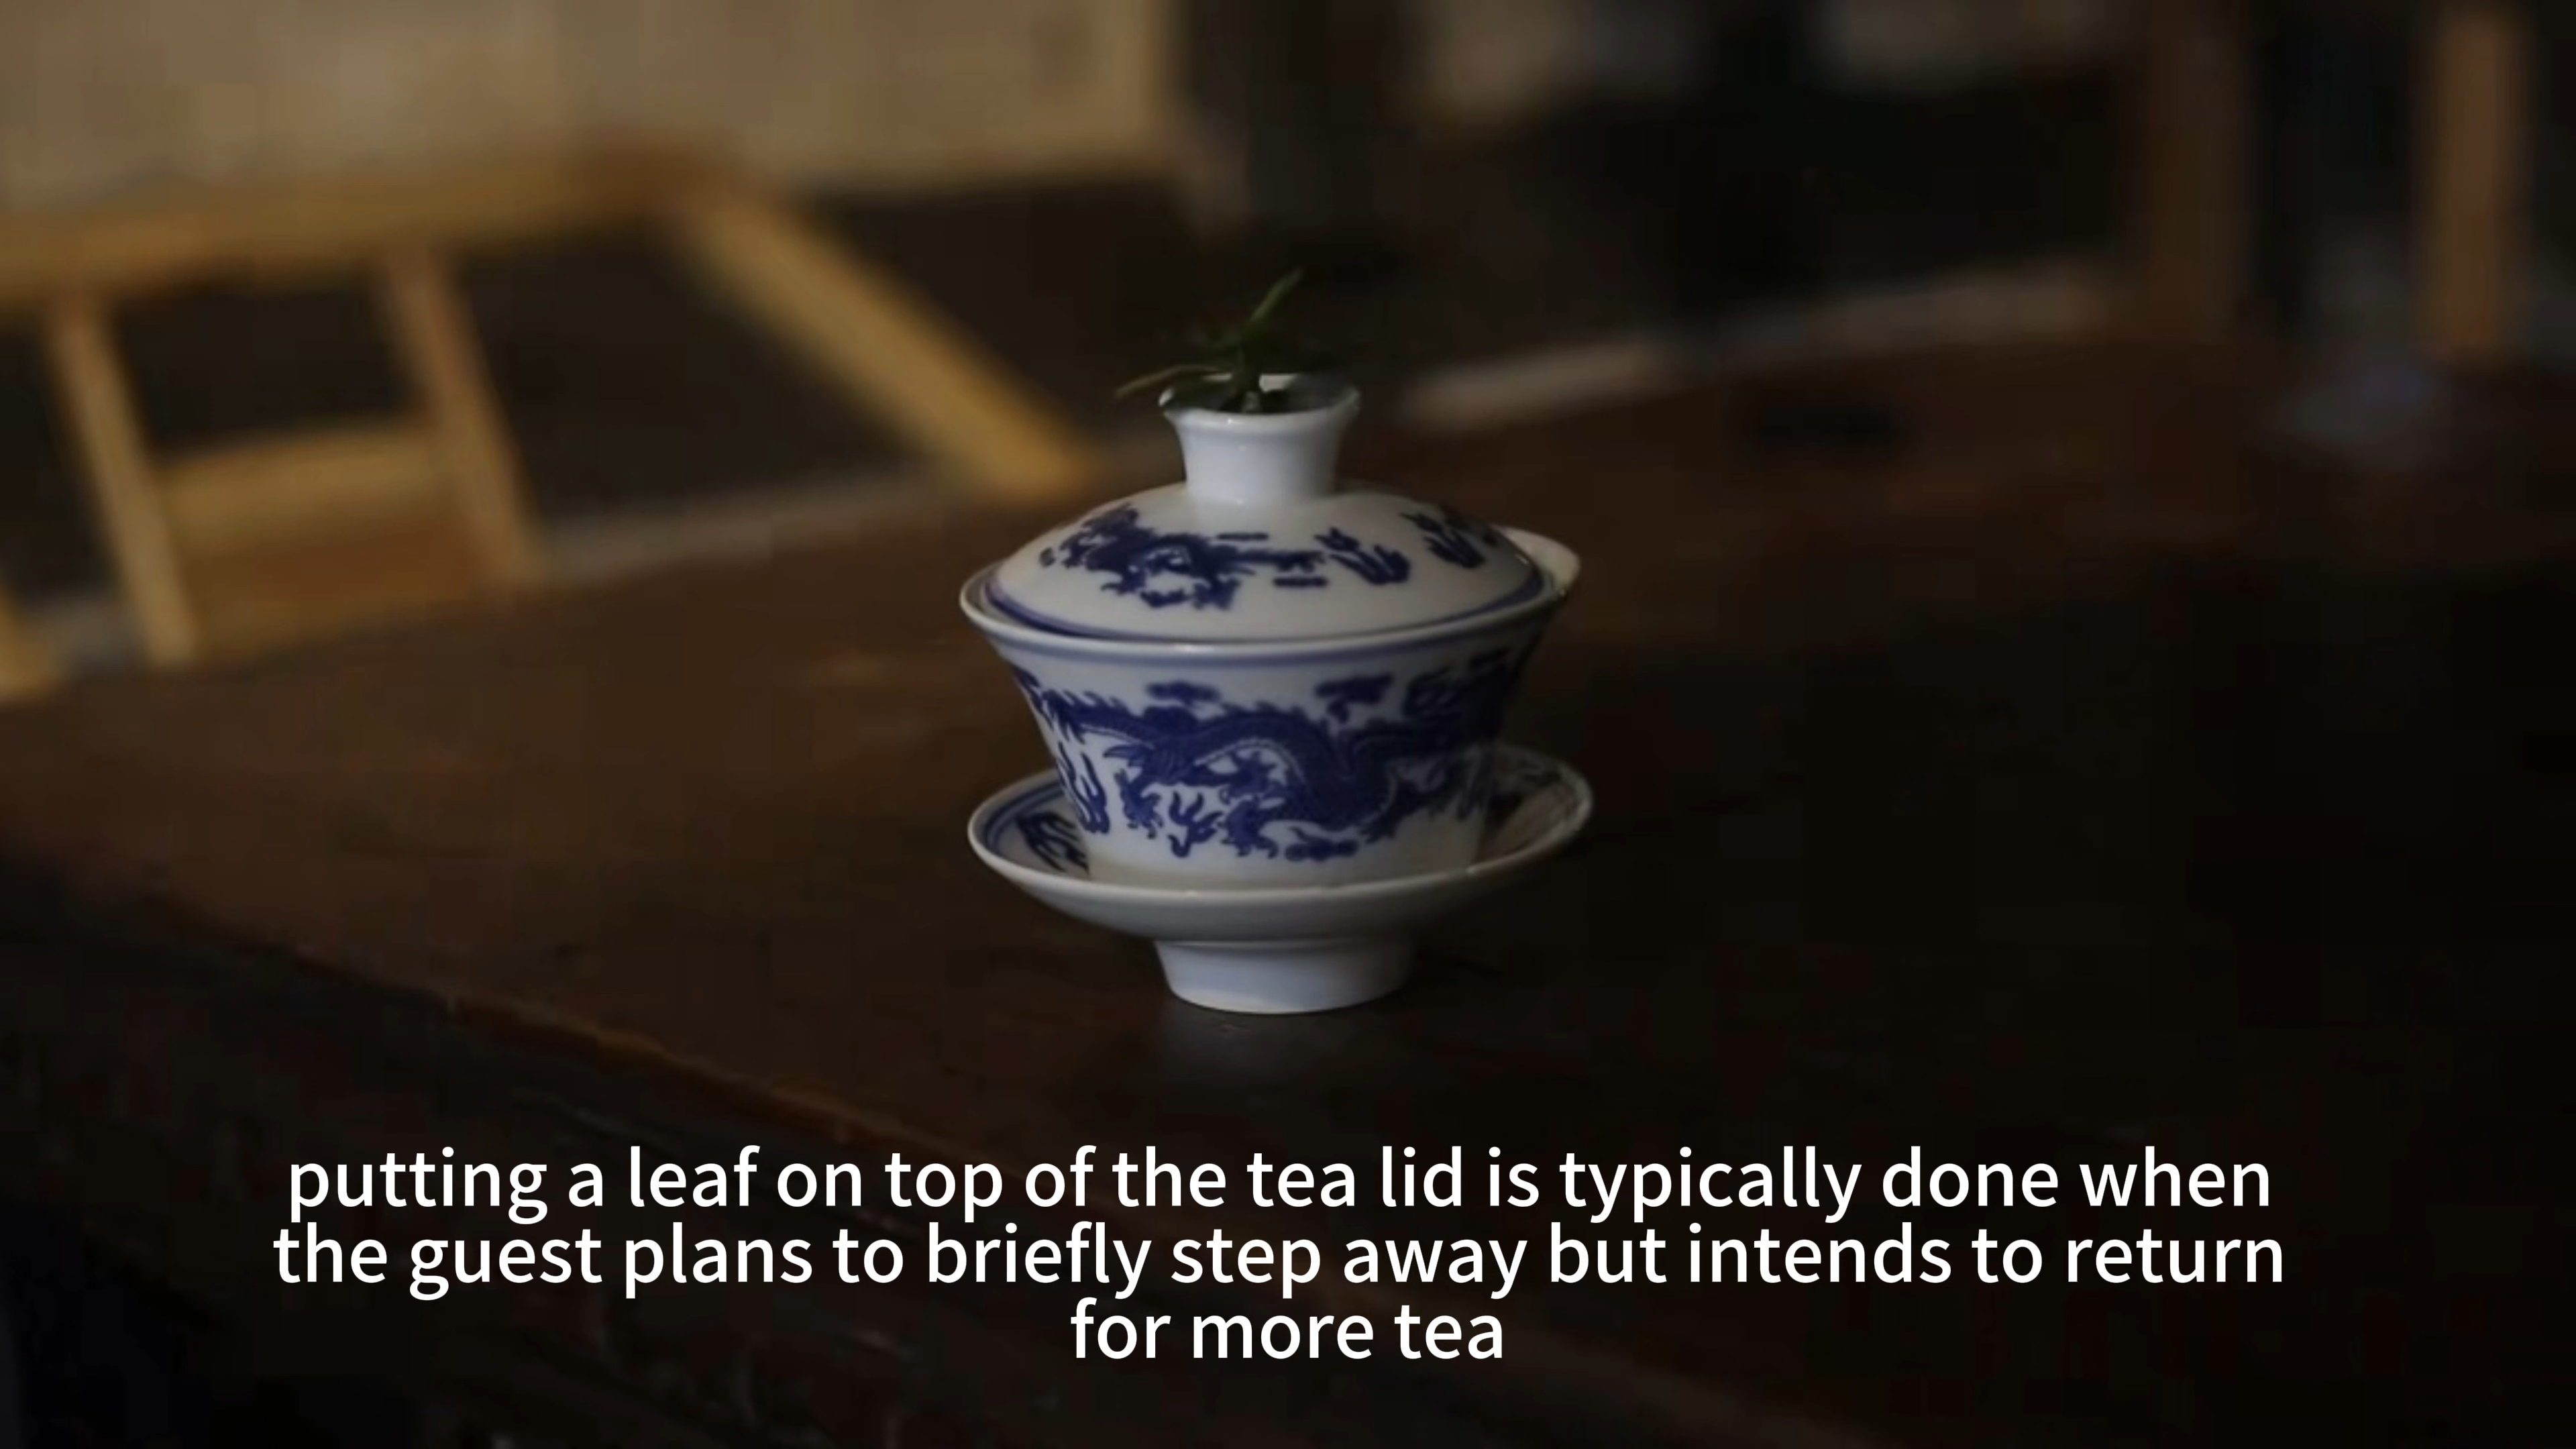 putting a leaf on top of the tea lid is typically done when
the guest plans to briefly step away but intends to return
for more tea